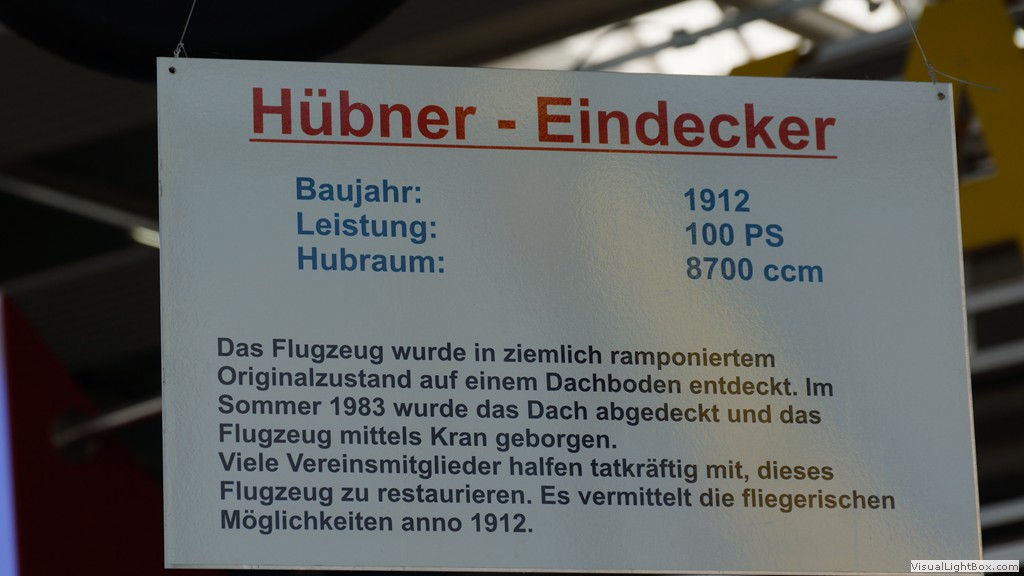 Hübner - Eindecker
Baujahr: 1912
Leistung: 100 PS
Hubraum: 8700 ccm
Das Flugzeug wurde in ziemlich ramponiertem
Originalzustand auf einem Dachboden entdeckt. Im
Sommer 1983 wurde das Dach abgedeckt und das
Flugzeug mittels Kran geborgen.
Viele Vereinsmitglieder halfen tatkräftig mit, dieses
Flugzeug zu restaurieren. Es vermittelt die fliegerischen
Möglichkeiten anno 1912.
VisualLightBox.com